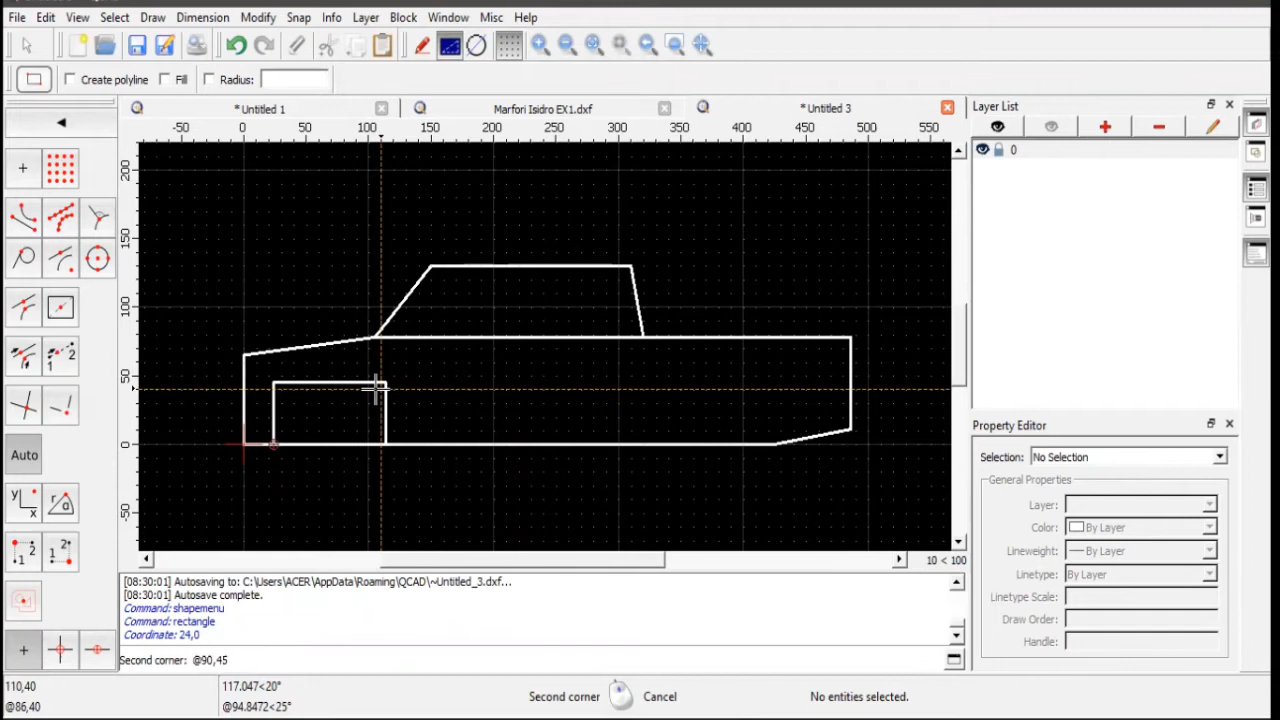 File Edit View Select Draw Dimension Modify Snap Info Layer Block Window Misc Help
Create polyline Fill Radius:
* Untitled 1 Marfori Isidro EX1.dxf * Untitled 3
-50 0 50 100 150 200 250 300 350 400 450 500 550
200
150
100
50
0
-50
Auto
10 < 100
Layer List
0
Property Editor
Selection: No Selection
General Properties
Layer:
Color: By Layer
Lineweight: By Layer
Linetype: By Layer
Linetype Scale:
Draw Order:
Handle:
[08:30:01] Autosaving to: C:\Users\ACER\AppData\Roaming\QCAD\~Untitled_3.dxf...
[08:30:01] Autosave complete.
Command: shapemenu
Command: rectangle
Coordinate: 24,0
Second corner: @90,45
110,40 117.047<20°
@86,40 @94.8472<25°
Second corner Cancel No entities selected.